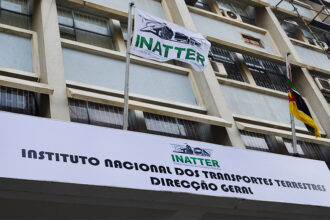 INATTER
INATTER
INSTITUTO NACIONAL DOS TRANSPORTES TERRESTRES
DIRECÇÃO GERAL